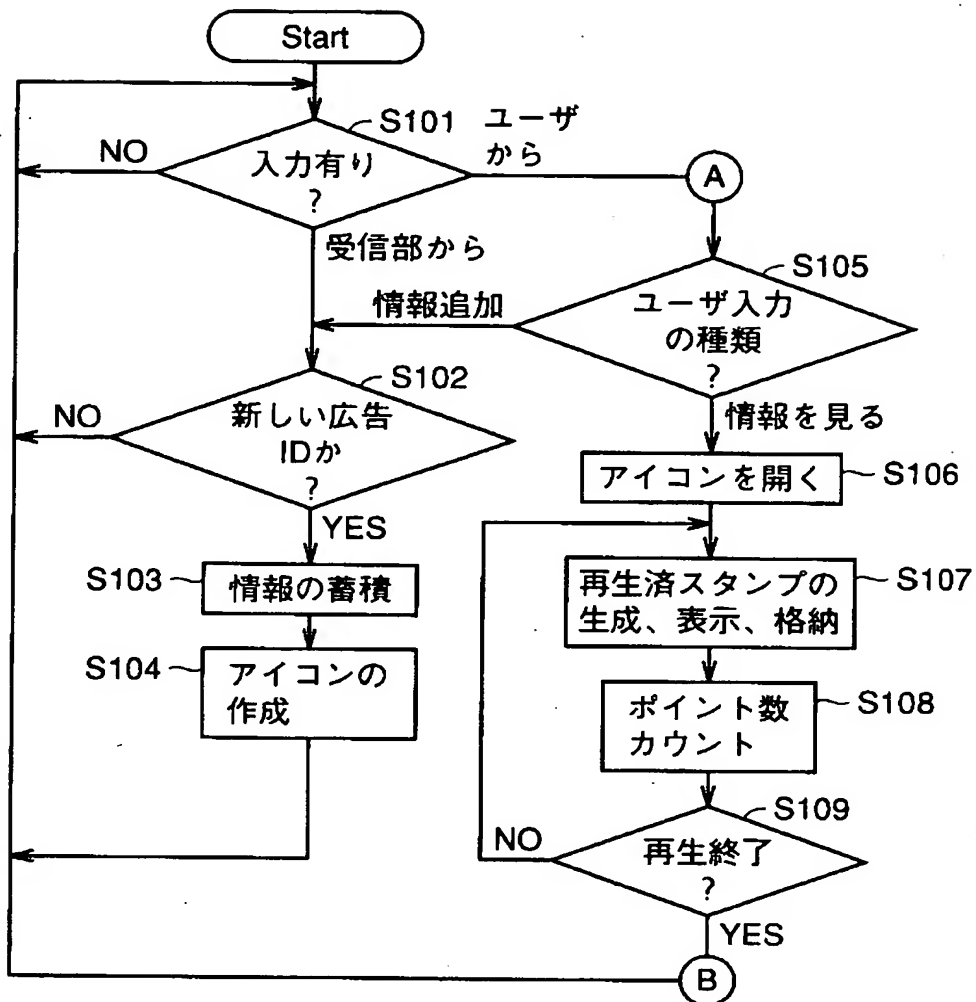 Start
S101
ユーザ
から
NO
入力有り
?
A
受信部から
S105
情報追加
ユーザ入力
の種類
?
S102
NO
新しい広告
IDか
?
情報を見る
アイコンを開く
S106
YES
S103
情報の蓄積
再生済スタンプの
生成、表示、格納
S107
S104
アイコンの
作成
ポイント数
カウント
S108
S109
NO
再生終了
?
YES
B